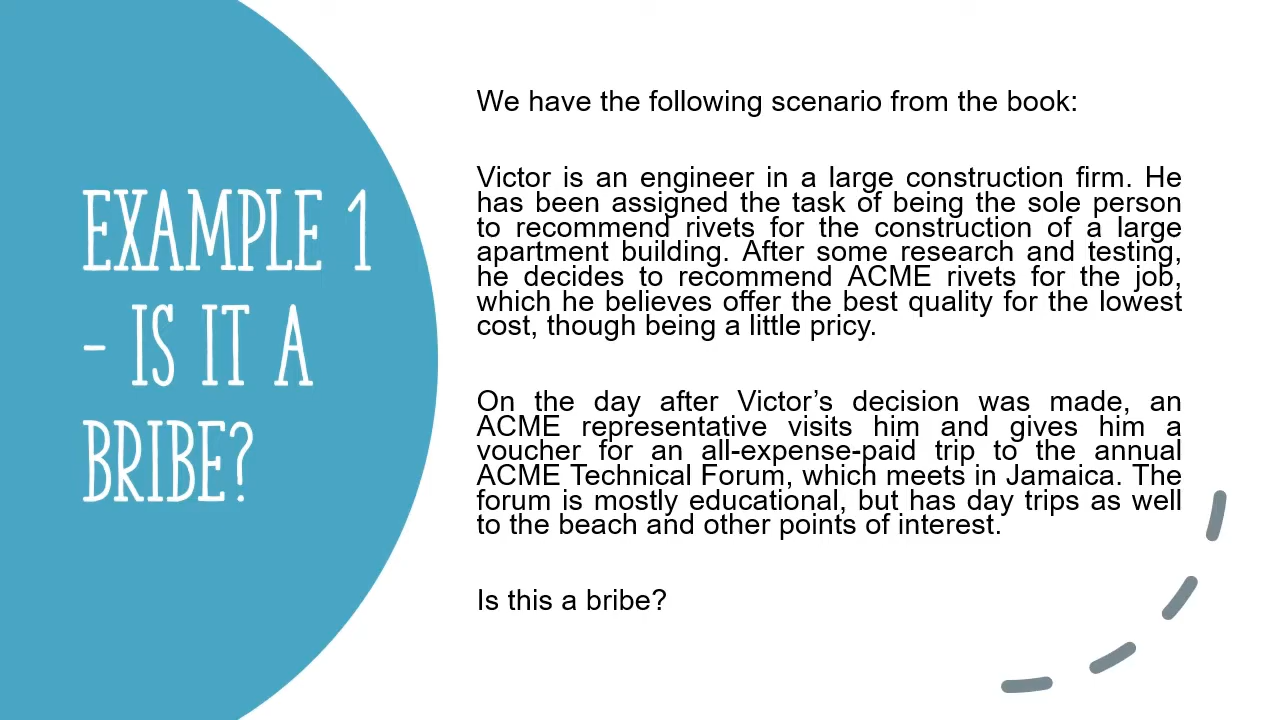 EXAMPLE 1
- IS IT A
BRIBE?
We have the following scenario from the book:
Victor is an engineer in a large construction firm. He
has been assigned the task of being the sole person
to recommend rivets for the construction of a large
apartment building. After some research and testing,
he decides to recommend ACME rivets for the job,
which he believes offer the best quality for the lowest
cost, though being a little pricy.
On the day after Victor’s decision was made, an
ACME representative visits him and gives him a
voucher for an all-expense-paid trip to the annual
ACME Technical Forum, which meets in Jamaica. The
forum is mostly educational, but has day trips as well
to the beach and other points of interest.
Is this a bribe?